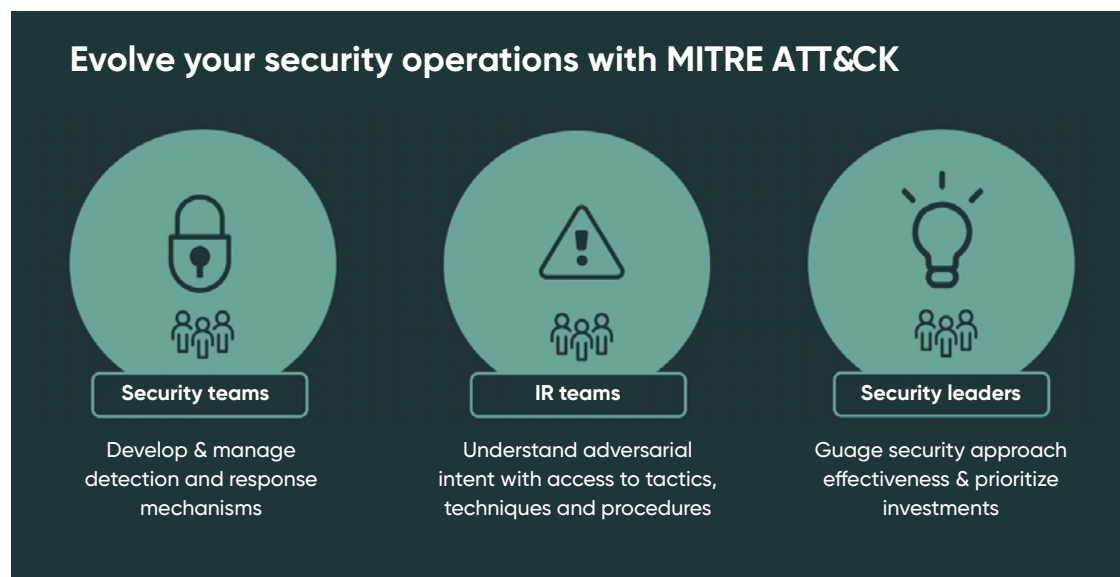 Evolve your security operations with MITRE ATT&CK
Security teams
Develop & manage
detection and response
mechanisms
IR teams
Understand adversarial
intent with access to tactics,
techniques and procedures
Security leaders
Guage security approach
effectiveness & prioritize
investments